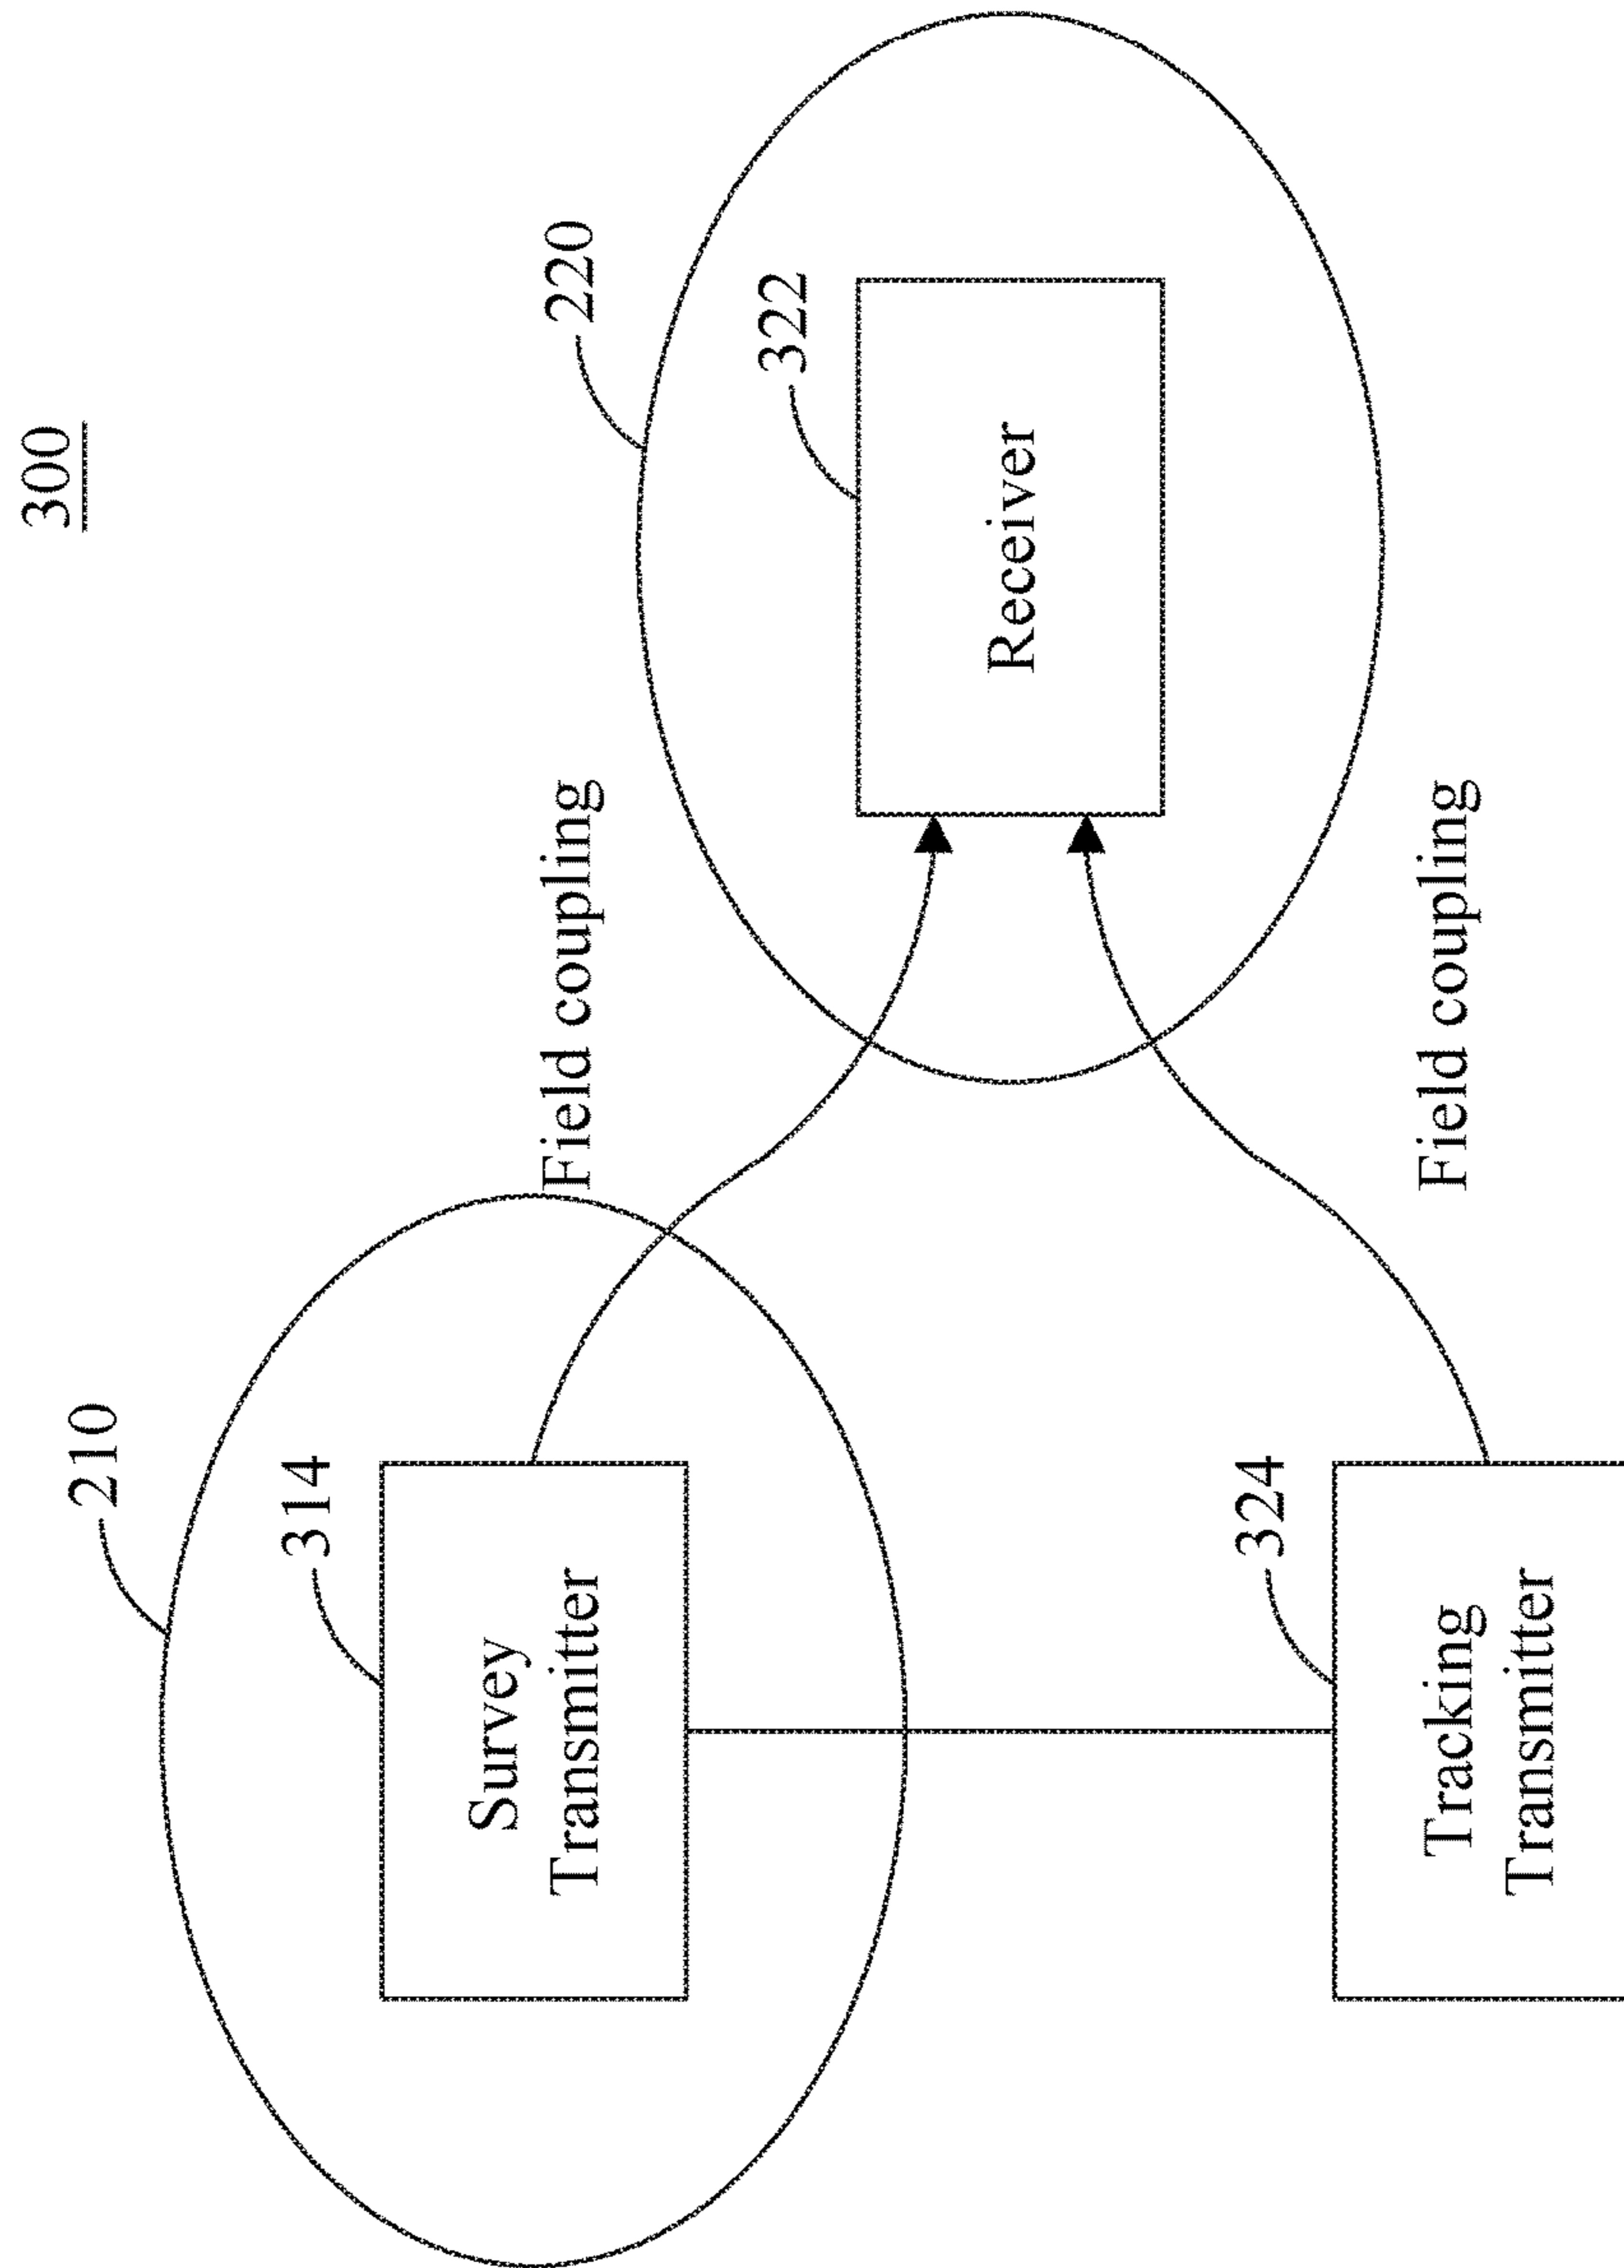 300
210
314
Survey
Transmitter
Field coupling
220
322
Receiver
324
Tracking
Transmitter
Field coupling